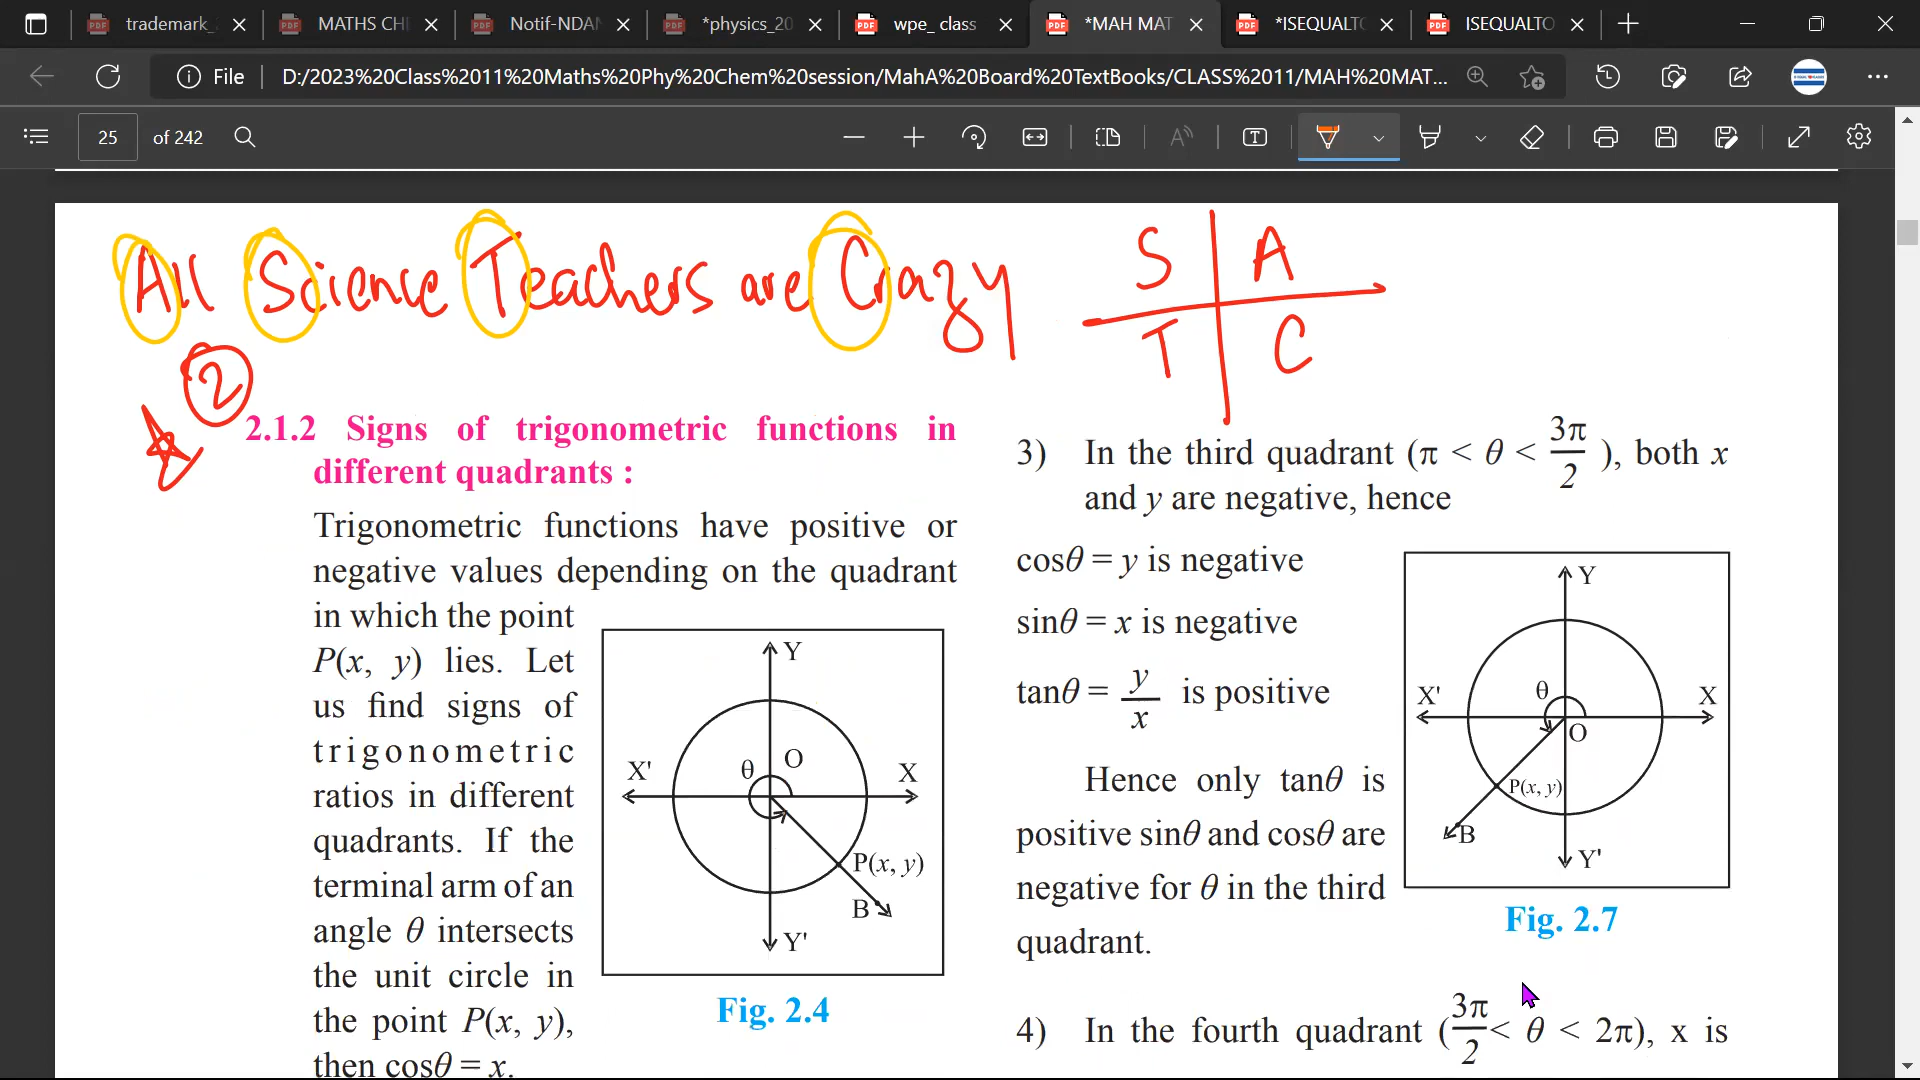 trademark_
MATHS CH
Notif-NDA
*physics_20
wpe_ class
*MAH MAT
*ISEQUALTO
ISEQUALTO
File
D:/2023%20Class%2011%20Maths%20Phy%20Chem%20session/MahA%20Board%20TextBooks/CLASS%2011/MAH%20MAT...
25 of 242
All Science Teachers are Crazy
S A
T C
2
2.1.2 Signs of trigonometric functions in
different quadrants :
Trigonometric functions have positive or
negative values depending on the quadrant
in which the point
P(x, y) lies. Let
us find signs of
trigonometric
ratios in different
quadrants. If the
terminal arm of an
angle θ intersects
the unit circle in
the point P(x, y),
then cosθ = x.
Y
θ O
X' X
P(x, y)
B
Y'
Fig. 2.4
3) In the third quadrant (π < θ < 3π/2 ), both x
and y are negative, hence
cosθ = y is negative
sinθ = x is negative
tanθ = y/x is positive
Hence only tanθ is
positive sinθ and cosθ are
negative for θ in the third
quadrant.
Y
X' θ X
O
P(x, y)
B
Y'
Fig. 2.7
4) In the fourth quadrant (3π/2 < θ < 2π), x is